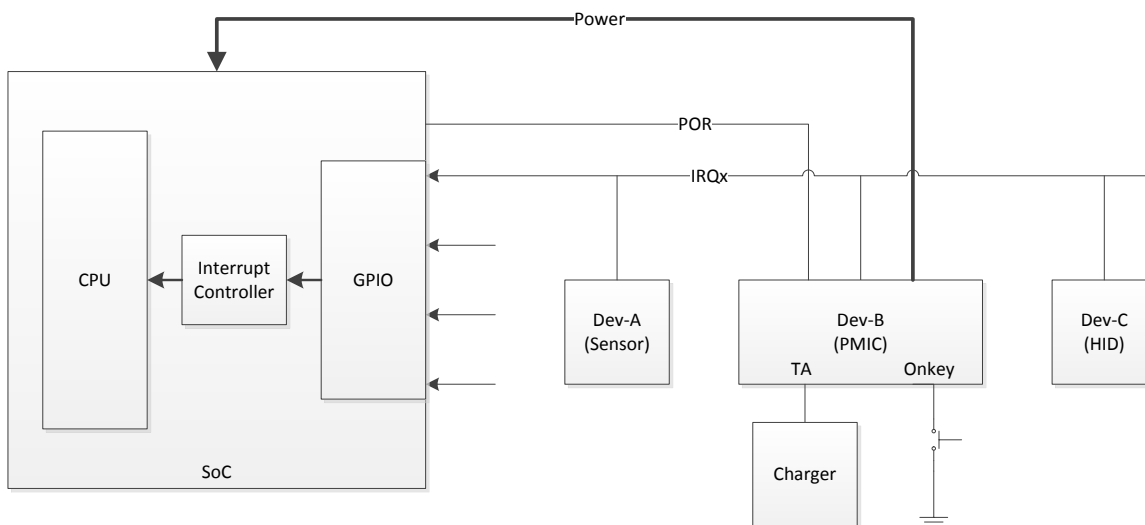 Power
POR
IRQx
CPU
Interrupt
Controller
GPIO
Dev-A
(Sensor)
Dev-B
(PMIC)
TA
Onkey
Dev-C
(HID)
Charger
SoC